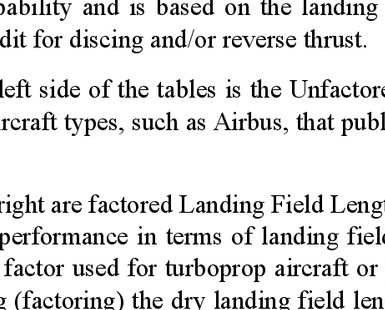 pability and is based on the landing
dit for discing and/or reverse thrust.
left side of the tables is the Unfactore
ircraft types, such as Airbus, that publ
right are factored Landing Field Lengt
performance in terms of landing field
factor used for turboprop aircraft or
g (factoring) the dry landing field len